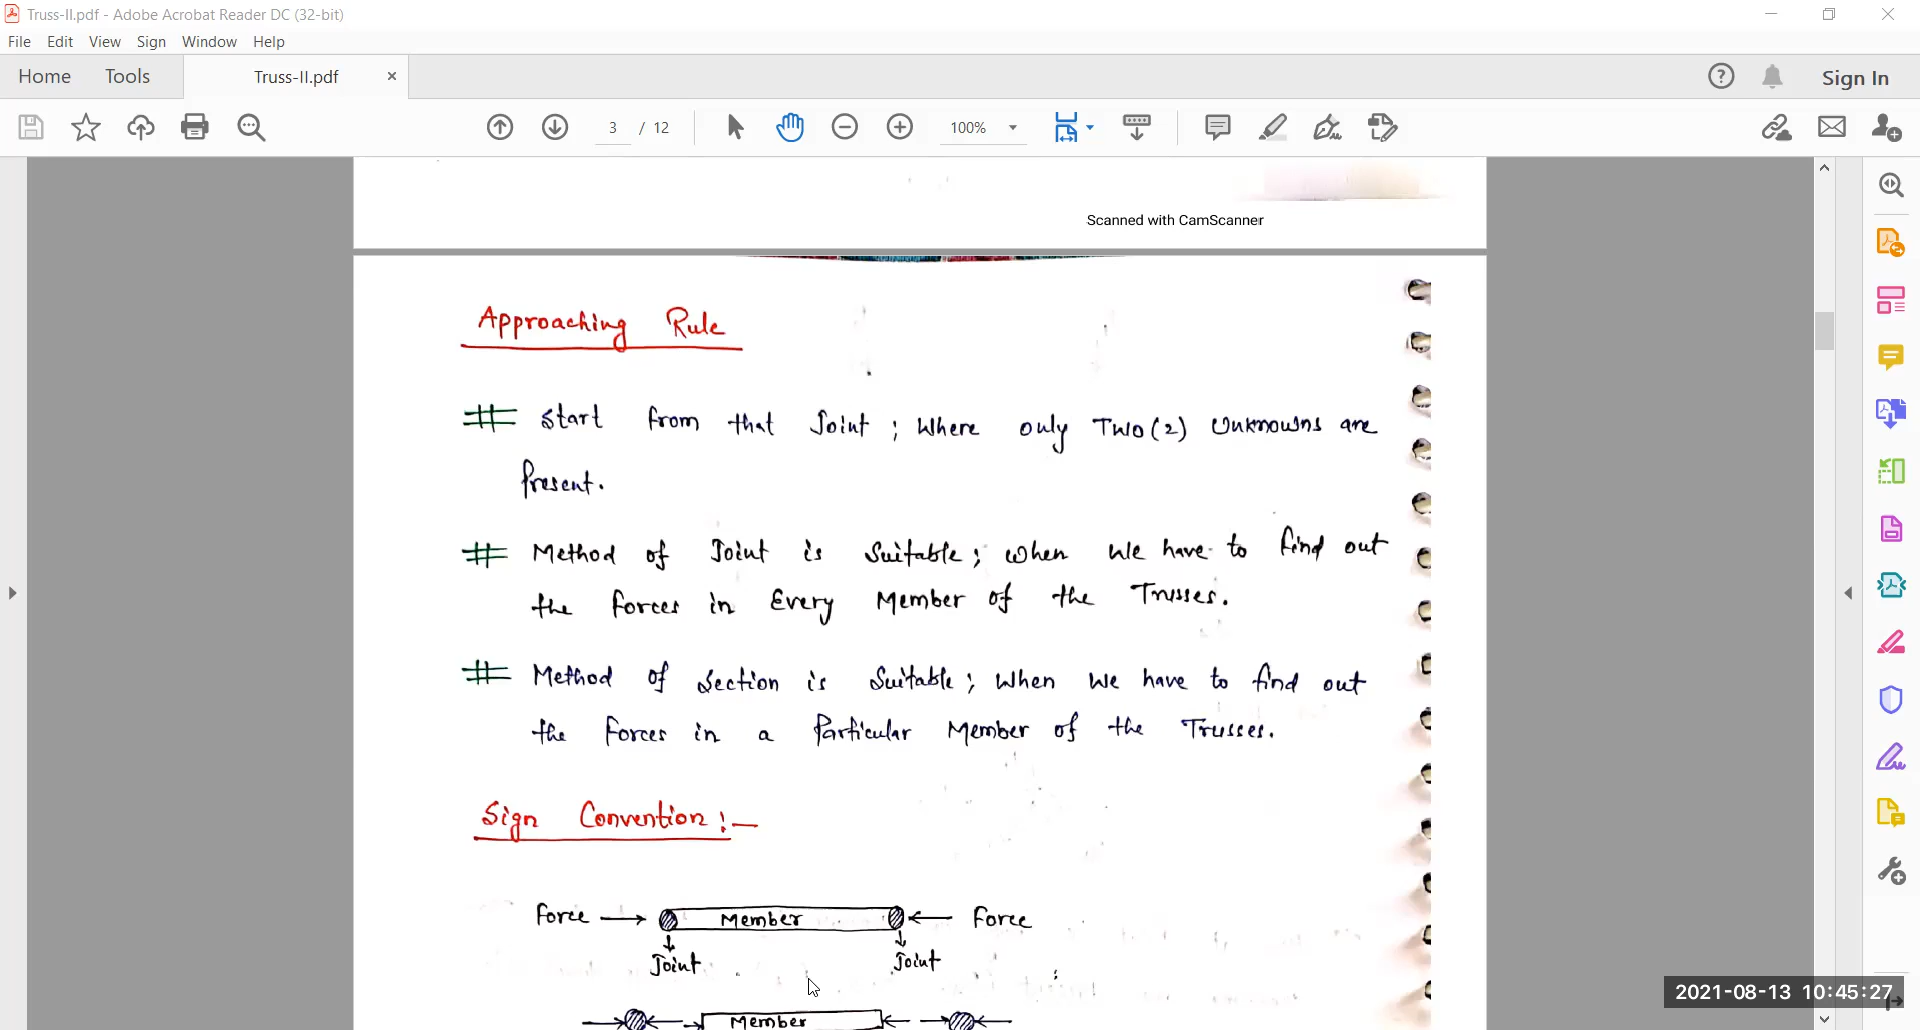 Truss-II.pdf - Adobe Acrobat Reader DC (32-bit)
File Edit View Sign Window Help
Home Tools Truss-II.pdf Sign In
3 / 12 100%
Scanned with CamScanner
Approaching Rule
# Start from that Joint ; Where only Two (2) Unknowns are
Present.
# Method of Joint is Suitable ; When We have to find out
the forces in Every Member of the Trusses.
# Method of Section is Suitable ; When We have to find out
the Forces in a Particular Member of the Trusses.
Sign Convention :-
Force Member Force
Joint Joint
Member
2021-08-13 10:45:27